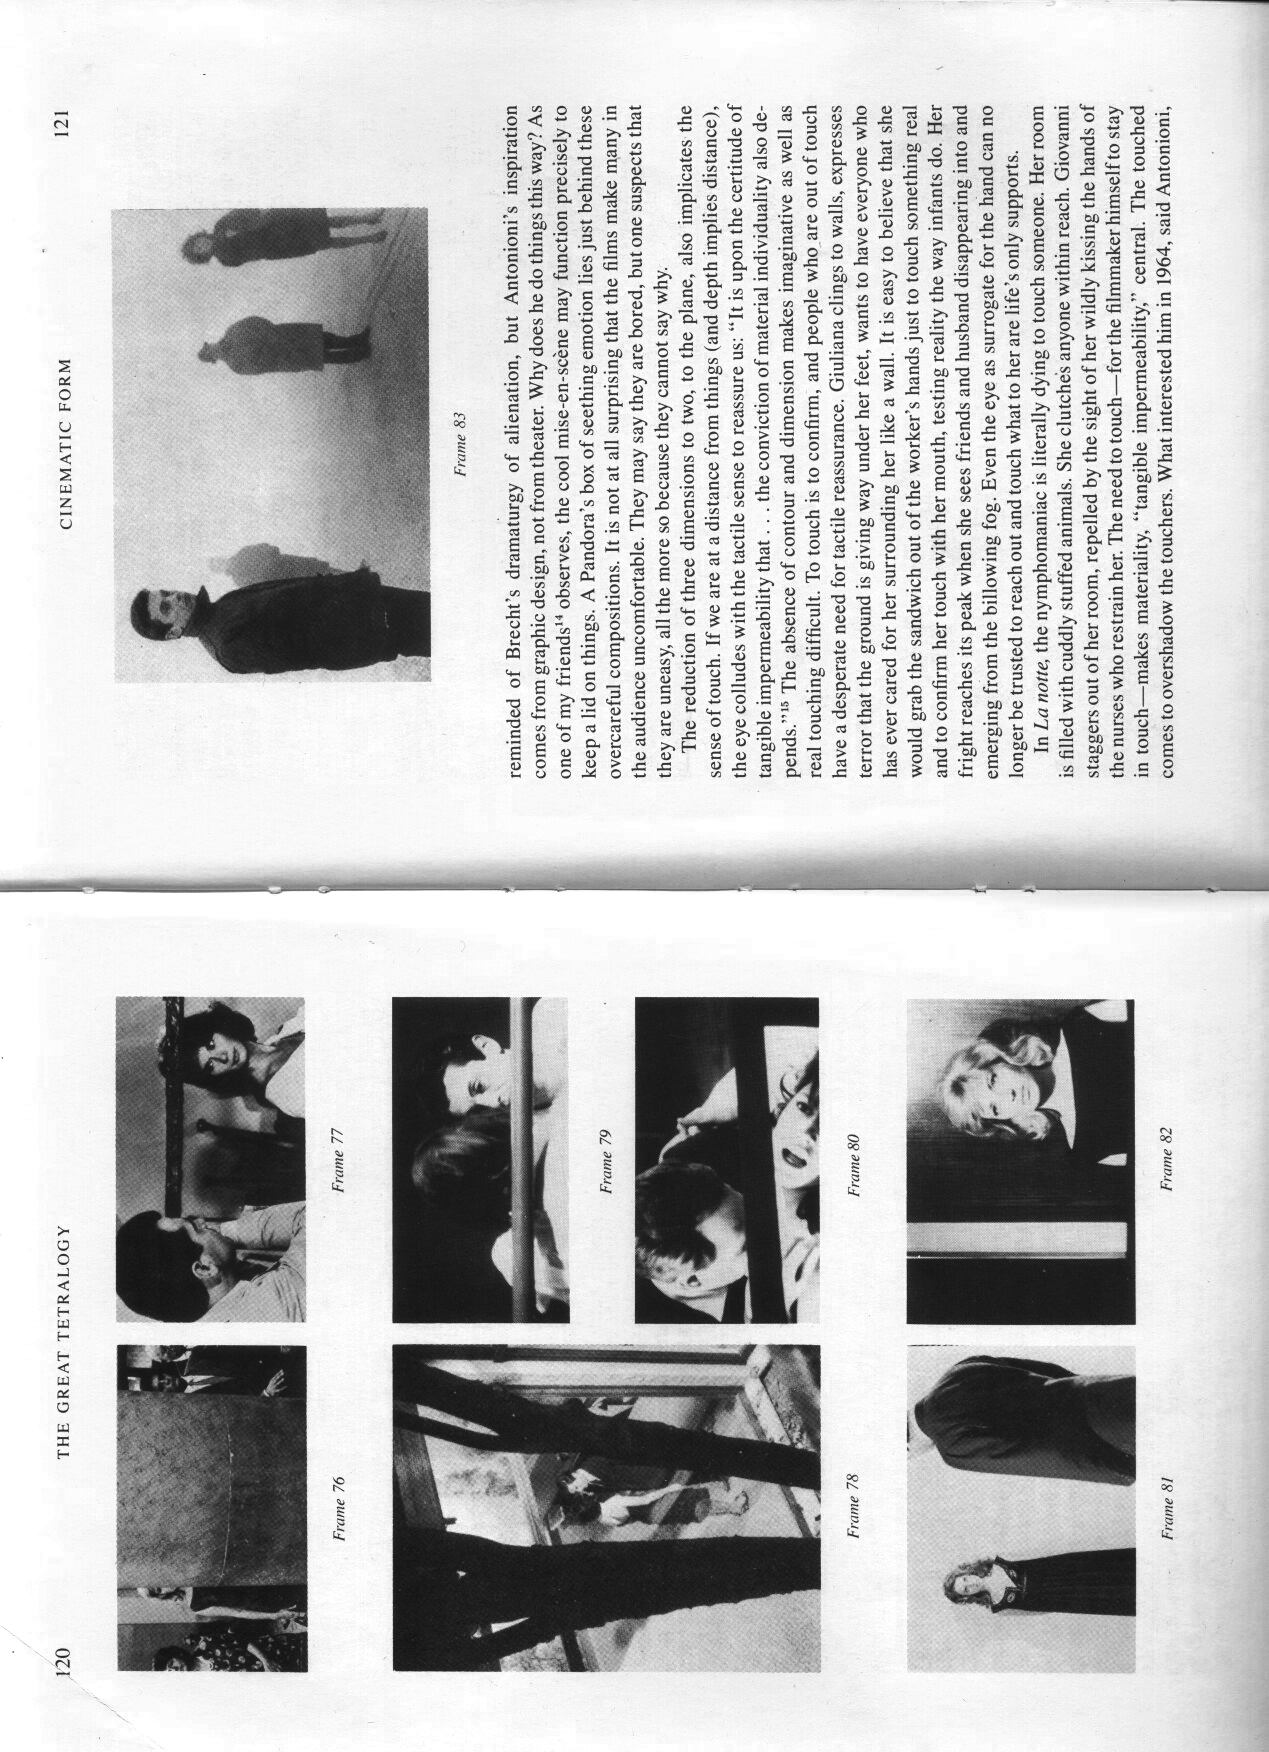 120
THE GREAT TETRALOGY
Frame 76
Frame 77
Frame 78
Frame 79
Frame 80
Frame 81
Frame 82
CINEMATIC FORM
121
Frame 83
reminded of Brecht's dramaturgy of alienation, but Antonioni's inspiration
comes from graphic design, not from theater. Why does he do things this way? As
one of my friends¹⁴ observes, the cool mise-en-scène may function precisely to
keep a lid on things. A Pandora's box of seething emotion lies just behind these
overcareful compositions. It is not at all surprising that the films make many in
the audience uncomfortable. They may say they are bored, but one suspects that
they are uneasy, all the more so because they cannot say why.
The reduction of three dimensions to two, to the plane, also implicates the
sense of touch. If we are at a distance from things (and depth implies distance),
the eye colludes with the tactile sense to reassure us: “It is upon the certitude of
tangible impermeability that . . . the conviction of material individuality also de-
pends.”¹⁵ The absence of contour and dimension makes imaginative as well as
real touching difficult. To touch is to confirm, and people who are out of touch
have a desperate need for tactile reassurance. Giuliana clings to walls, expresses
terror that the ground is giving way under her feet, wants to have everyone who
has ever cared for her surrounding her like a wall. It is easy to believe that she
would grab the sandwich out of the worker's hands just to touch something real
and to confirm her touch with her mouth, testing reality the way infants do. Her
fright reaches its peak when she sees friends and husband disappearing into and
emerging from the billowing fog. Even the eye as surrogate for the hand can no
longer be trusted to reach out and touch what to her are life's only supports.
In La notte, the nymphomaniac is literally dying to touch someone. Her room
is filled with cuddly stuffed animals. She clutches anyone within reach. Giovanni
staggers out of her room, repelled by the sight of her wildly kissing the hands of
the nurses who restrain her. The need to touch—for the filmmaker himself to stay
in touch—makes materiality, “tangible impermeability,” central. The touched
comes to overshadow the touchers. What interested him in 1964, said Antonioni,